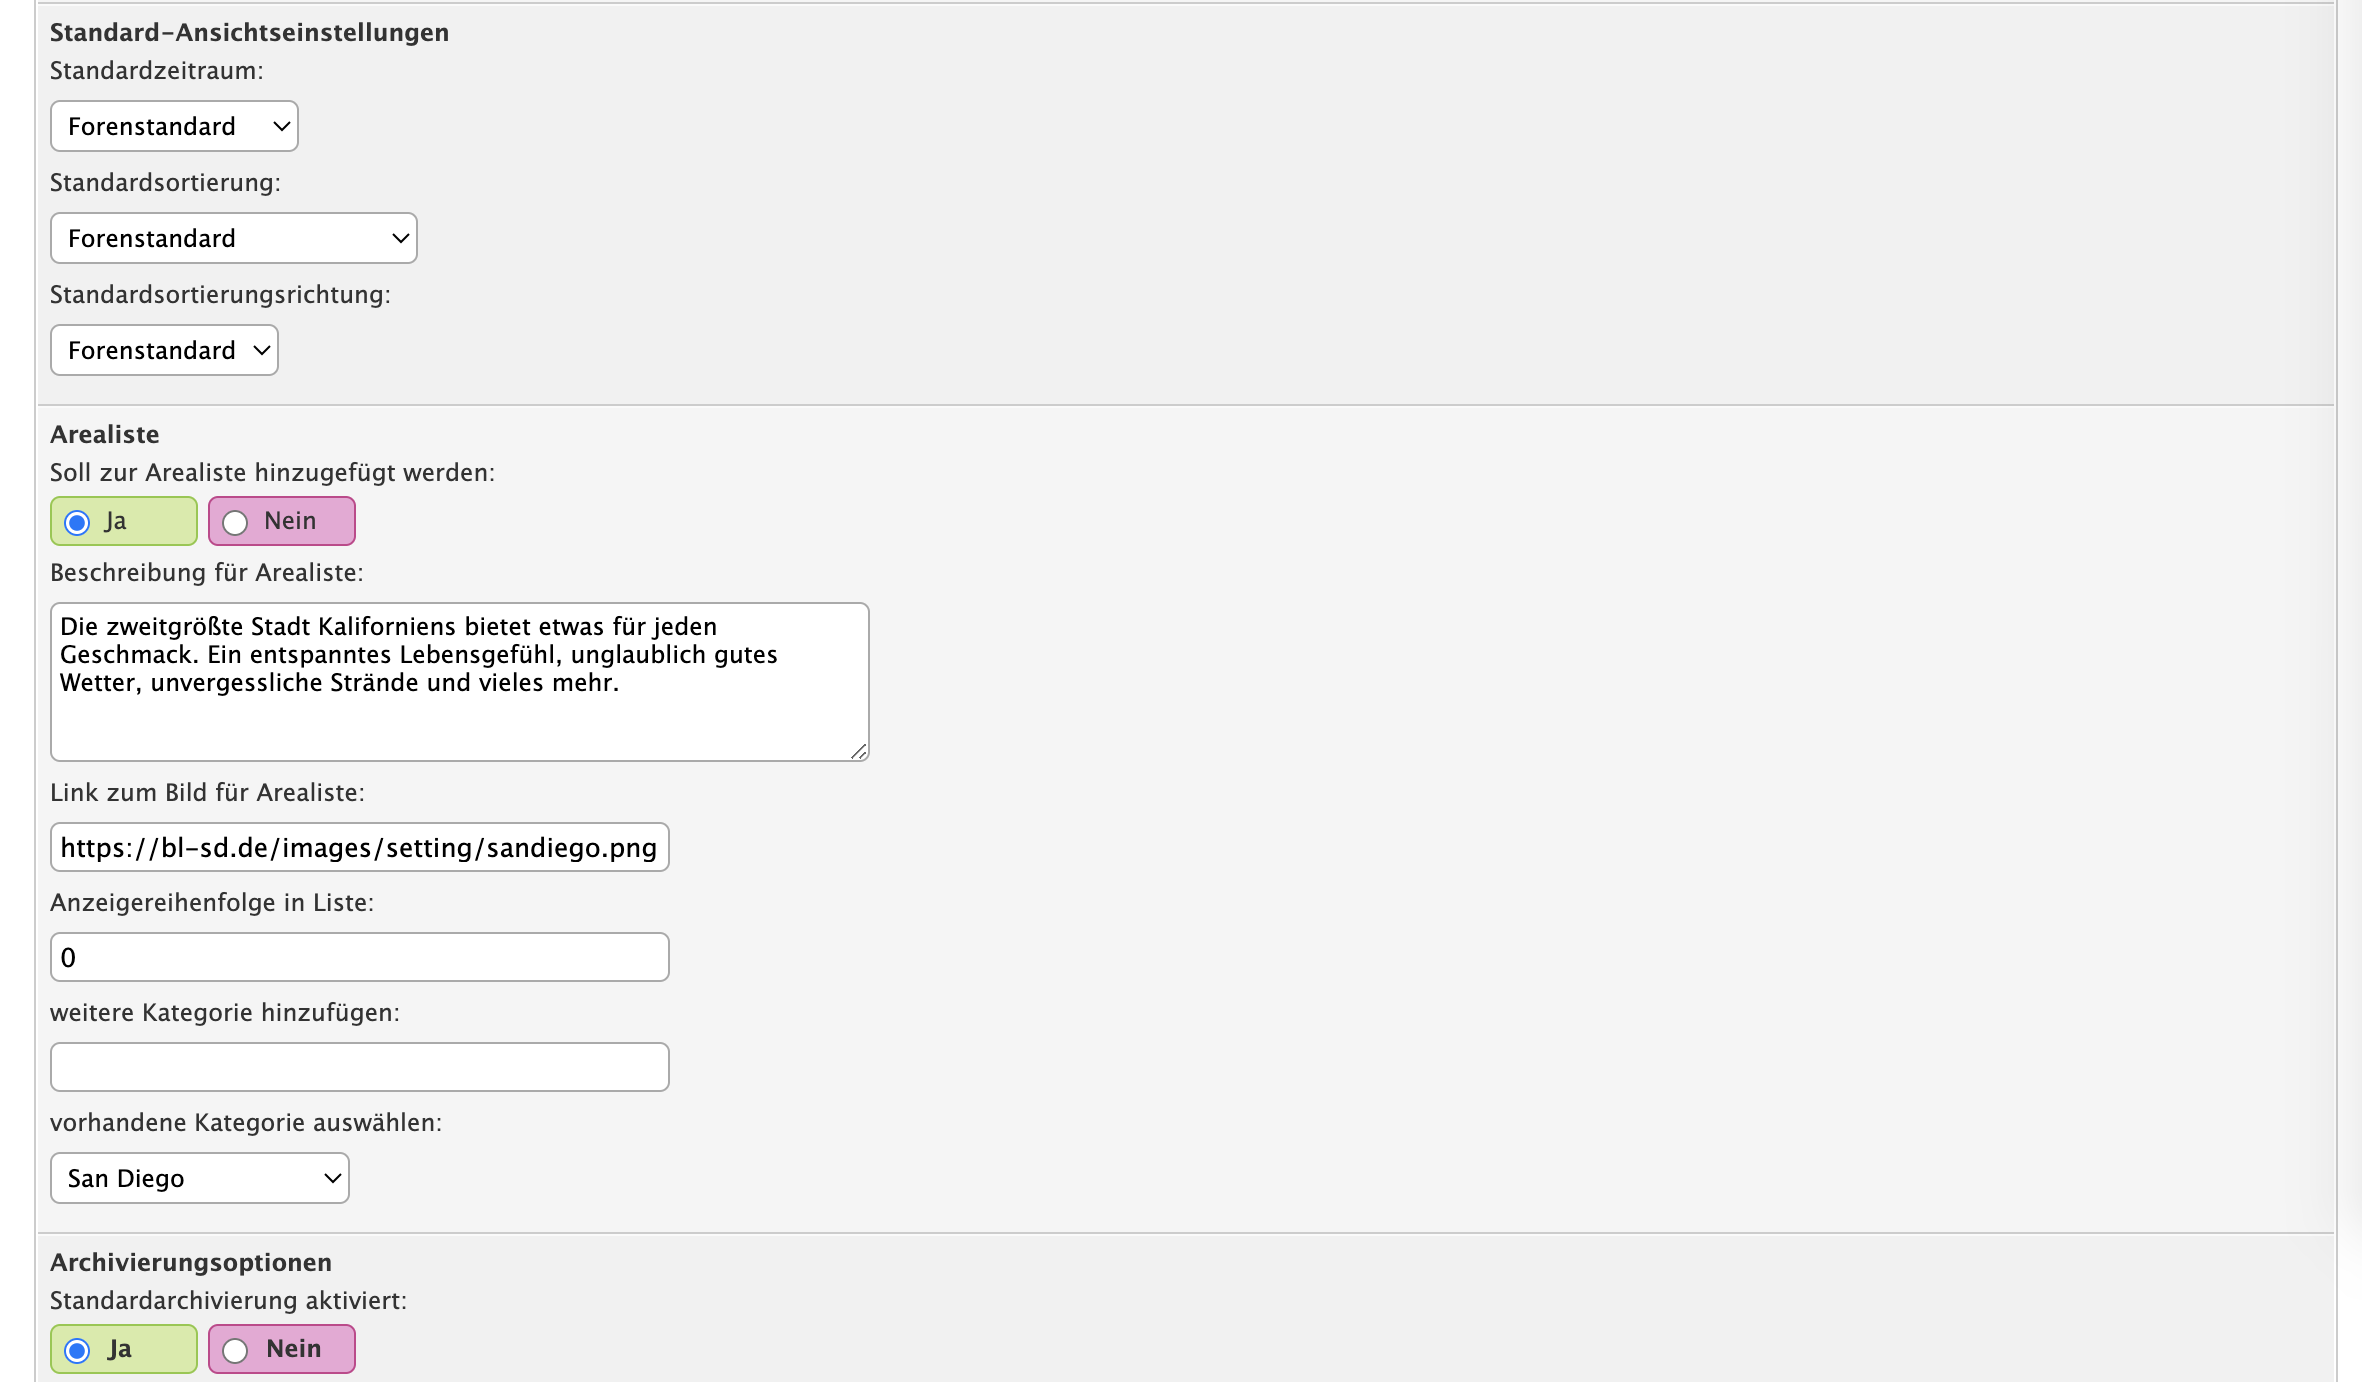 Standard-Ansichtseinstellungen
Standardzeitraum:
Forenstandard
Standardsortierung:
Forenstandard
Standardsortierungsrichtung:
Forenstandard
Arealiste
Soll zur Arealiste hinzugefügt werden:
Ja Nein
Beschreibung für Arealiste:
Die zweitgrößte Stadt Kaliforniens bietet etwas für jeden
Geschmack. Ein entspanntes Lebensgefühl, unglaublich gutes
Wetter, unvergessliche Strände und vieles mehr.
Link zum Bild für Arealiste:
https://bl-sd.de/images/setting/sandiego.png
Anzeigereihenfolge in Liste:
0
weitere Kategorie hinzufügen:
vorhandene Kategorie auswählen:
San Diego
Archivierungsoptionen
Standardarchivierung aktiviert:
Ja Nein